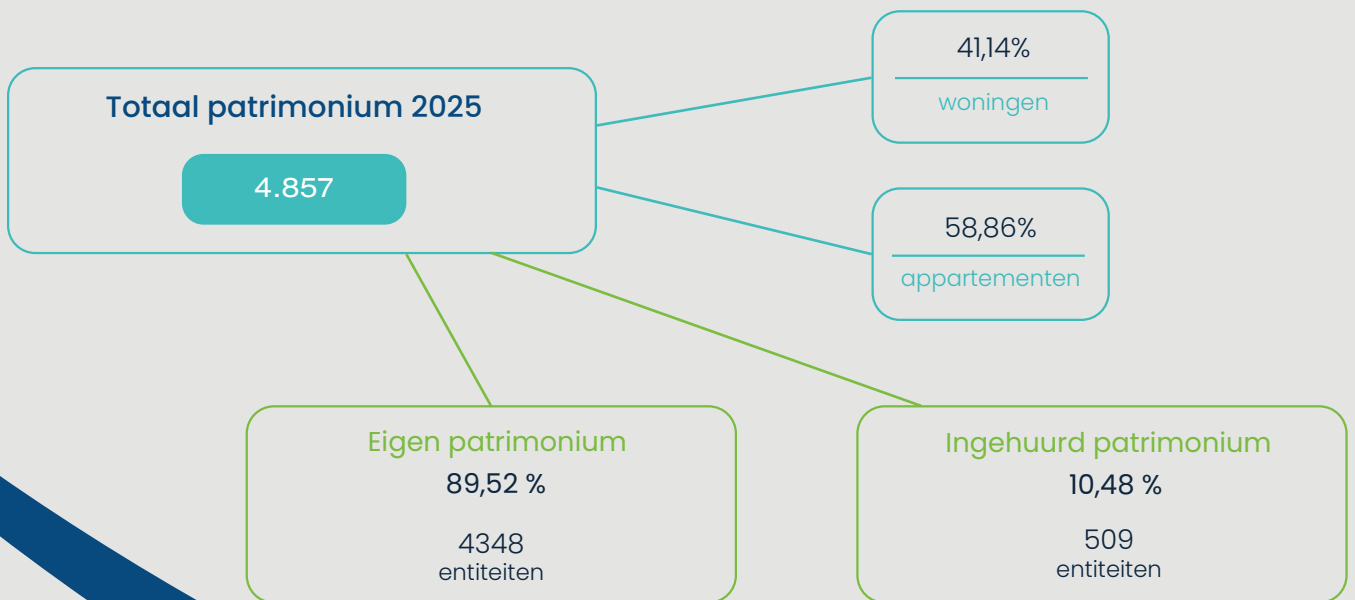 Totaal patrimonium 2025
4.857
41,14%
woningen
58,86%
appartementen
Eigen patrimonium
89,52 %
4348
entiteiten
Ingehuurd patrimonium
10,48 %
509
entiteiten